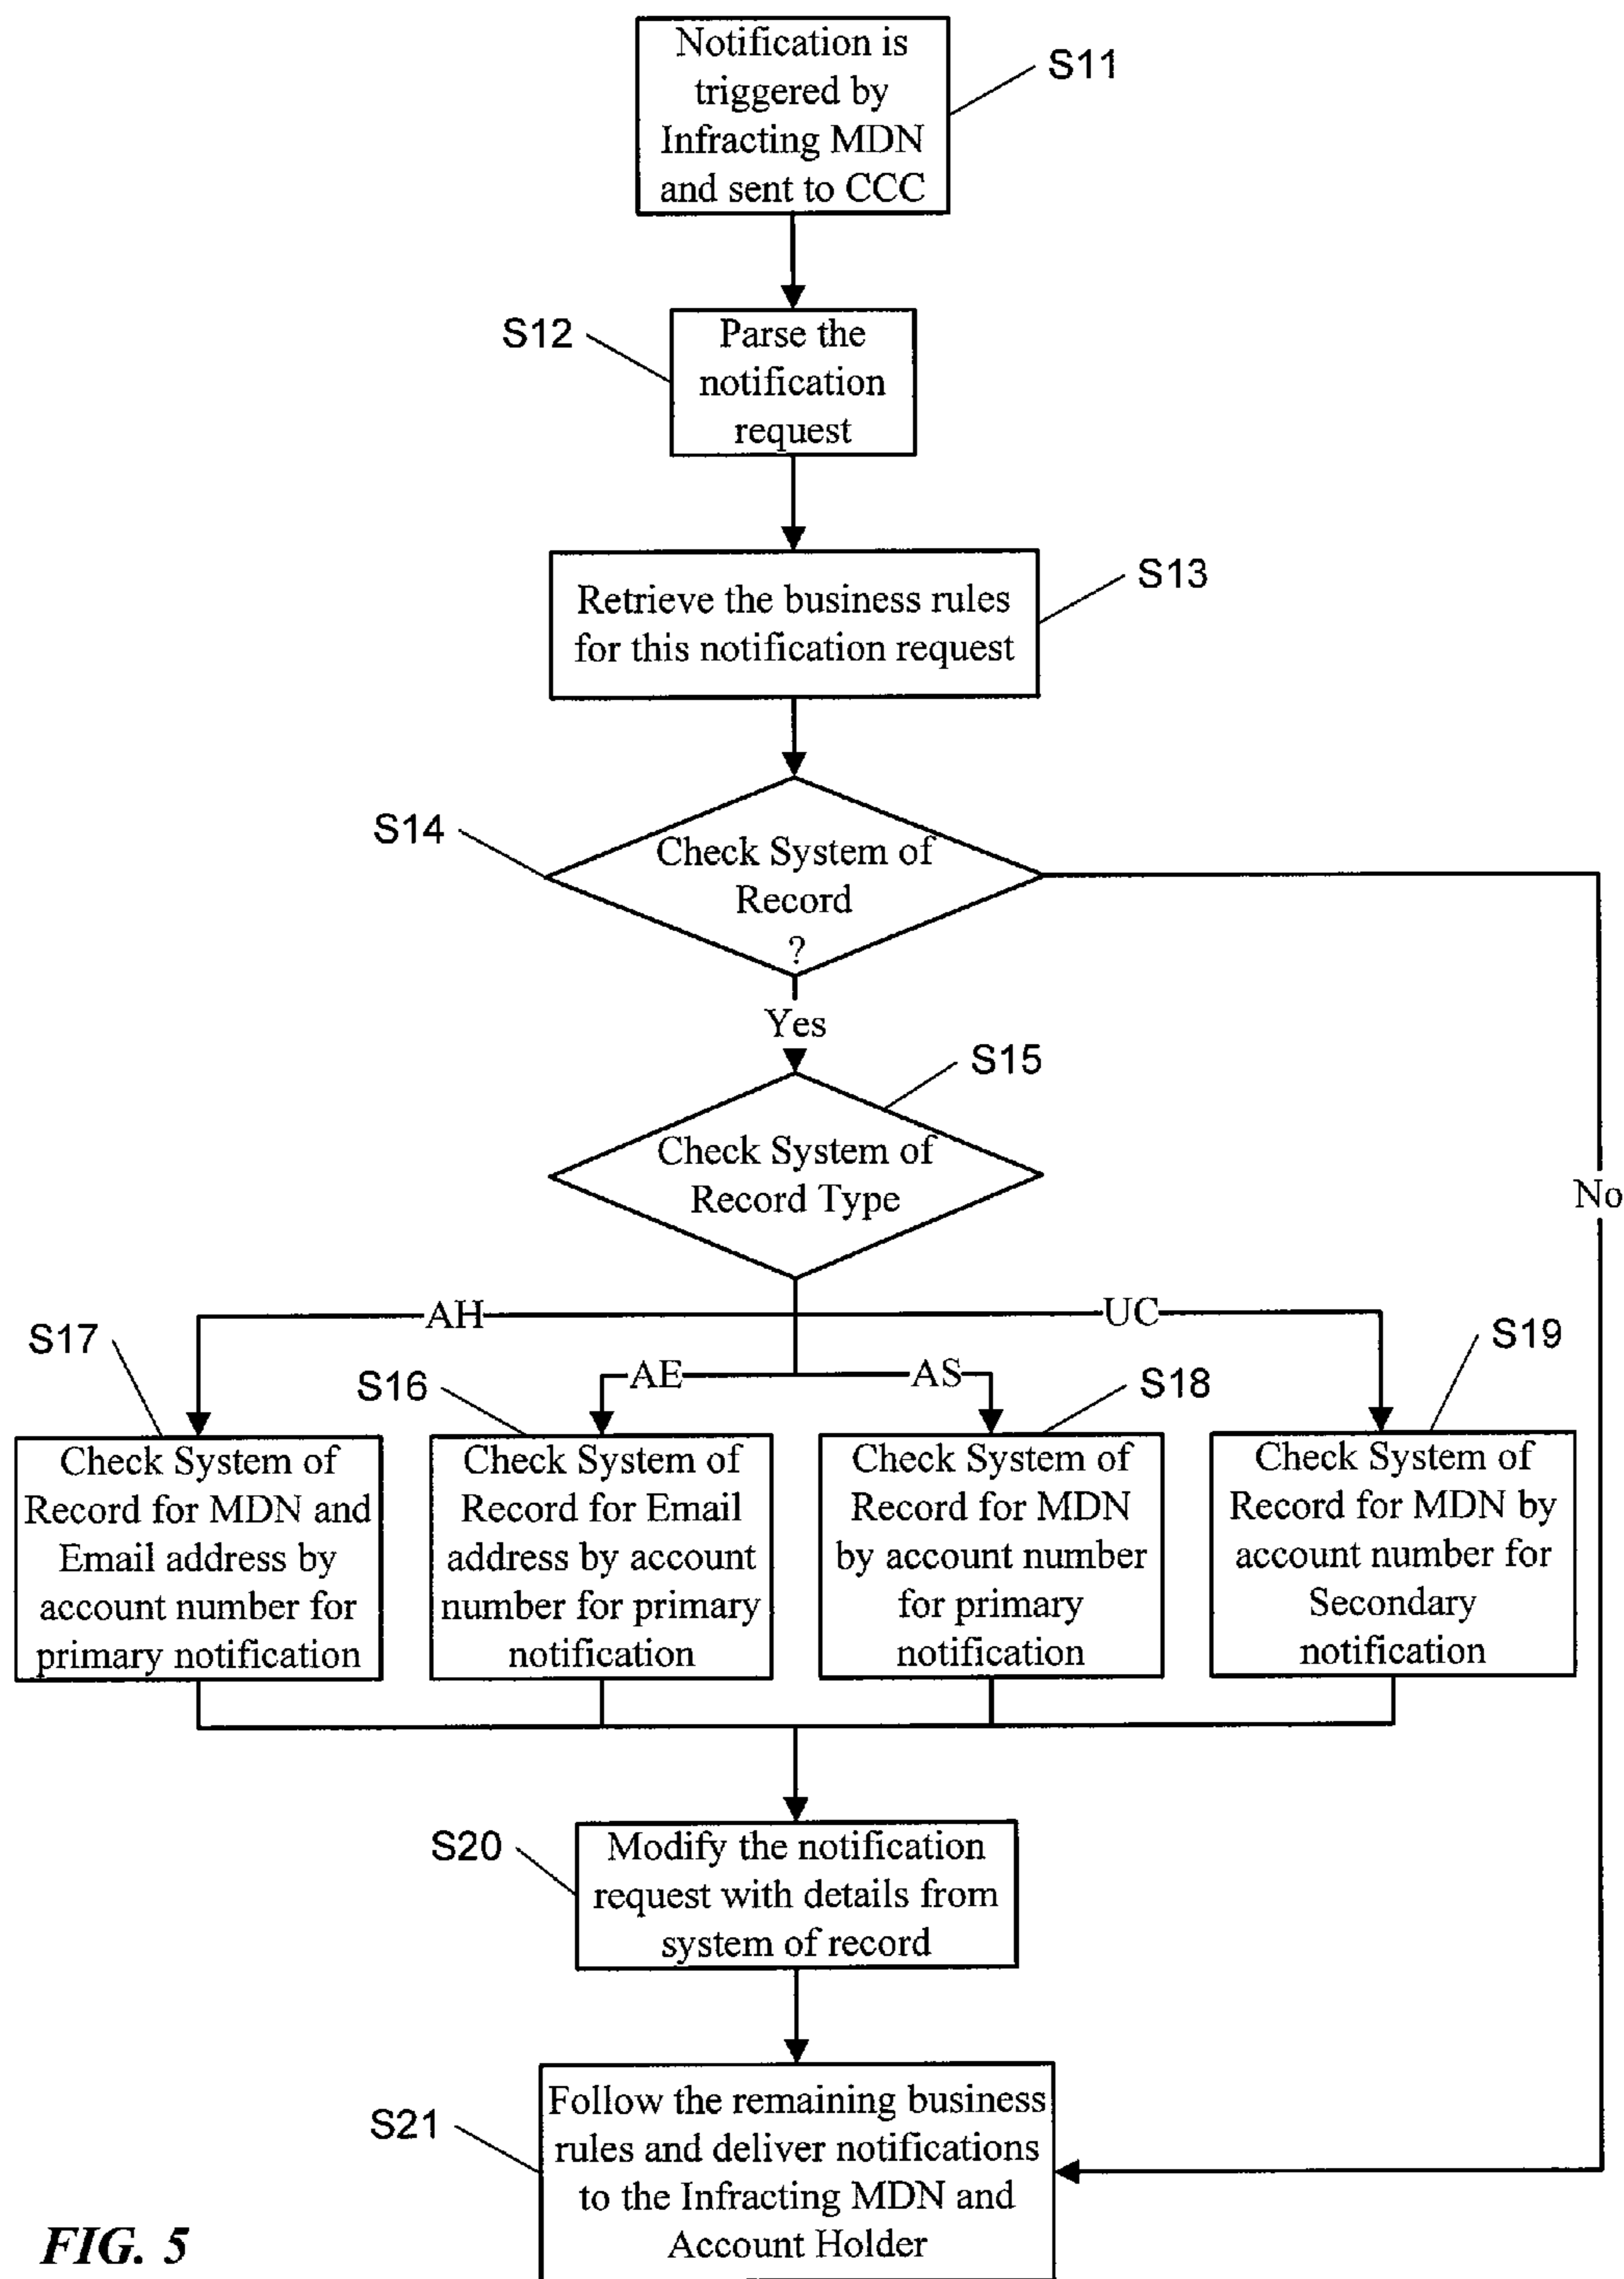 Notification is
triggered by
Infracting MDN
and sent to CCC
S11
S12
Parse the
notification
request
Retrieve the business rules
for this notification request
S13
S14
Check System of
Record
?
Yes
No
S15
Check System of
Record Type
AH
UC
AE
AS
S17
Check System of
Record for MDN and
Email address by
account number for
primary notification
S16
Check System of
Record for Email
address by account
number for primary
notification
S18
Check System of
Record for MDN
by account number
for primary
notification
S19
Check System of
Record for MDN by
account number for
Secondary
notification
S20
Modify the notification
request with details from
system of record
S21
Follow the remaining business
rules and deliver notifications
to the Infracting MDN and
Account Holder
FIG. 5